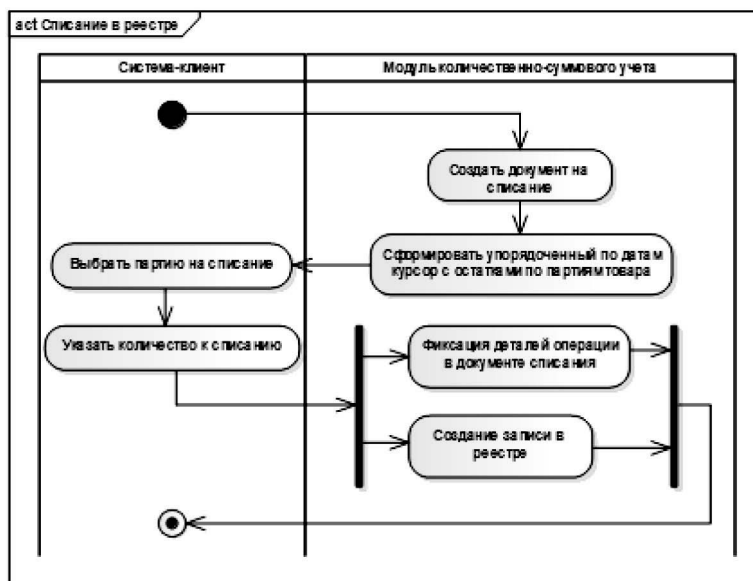 act Списание в реестре
Система-клиент
Модуль количественно-суммового учета
Создать документ на
списание
Сформировать упорядоченный по датам
курсор с остатками по партиям товара
Выбрать партию на списание
Указать количество к списанию
Фиксация деталей операции
в документе списания
Создание записи в
реестре